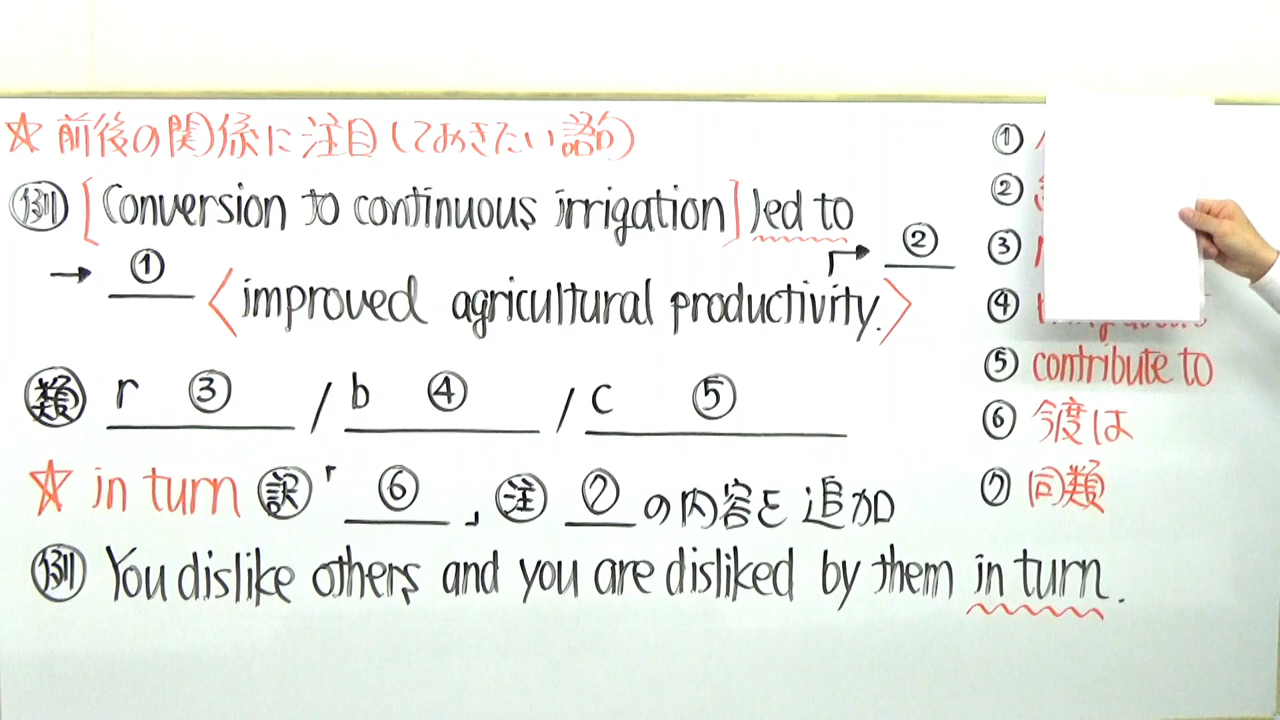 ☆ 前後の関係に注目しておきたい語句
例 [Conversion to continuous irrigation] led to
→ ① 〈improved agricultural productivity.〉 → ②
類 r ③ / b ④ / c ⑤
☆ in turn 訳「 ⑥ 」 注 ⑦ の内容を追加
例 You dislike others and you are disliked by them in turn.
①
②
③
④
⑤ contribute to
⑥ 今度は
⑦ 同類